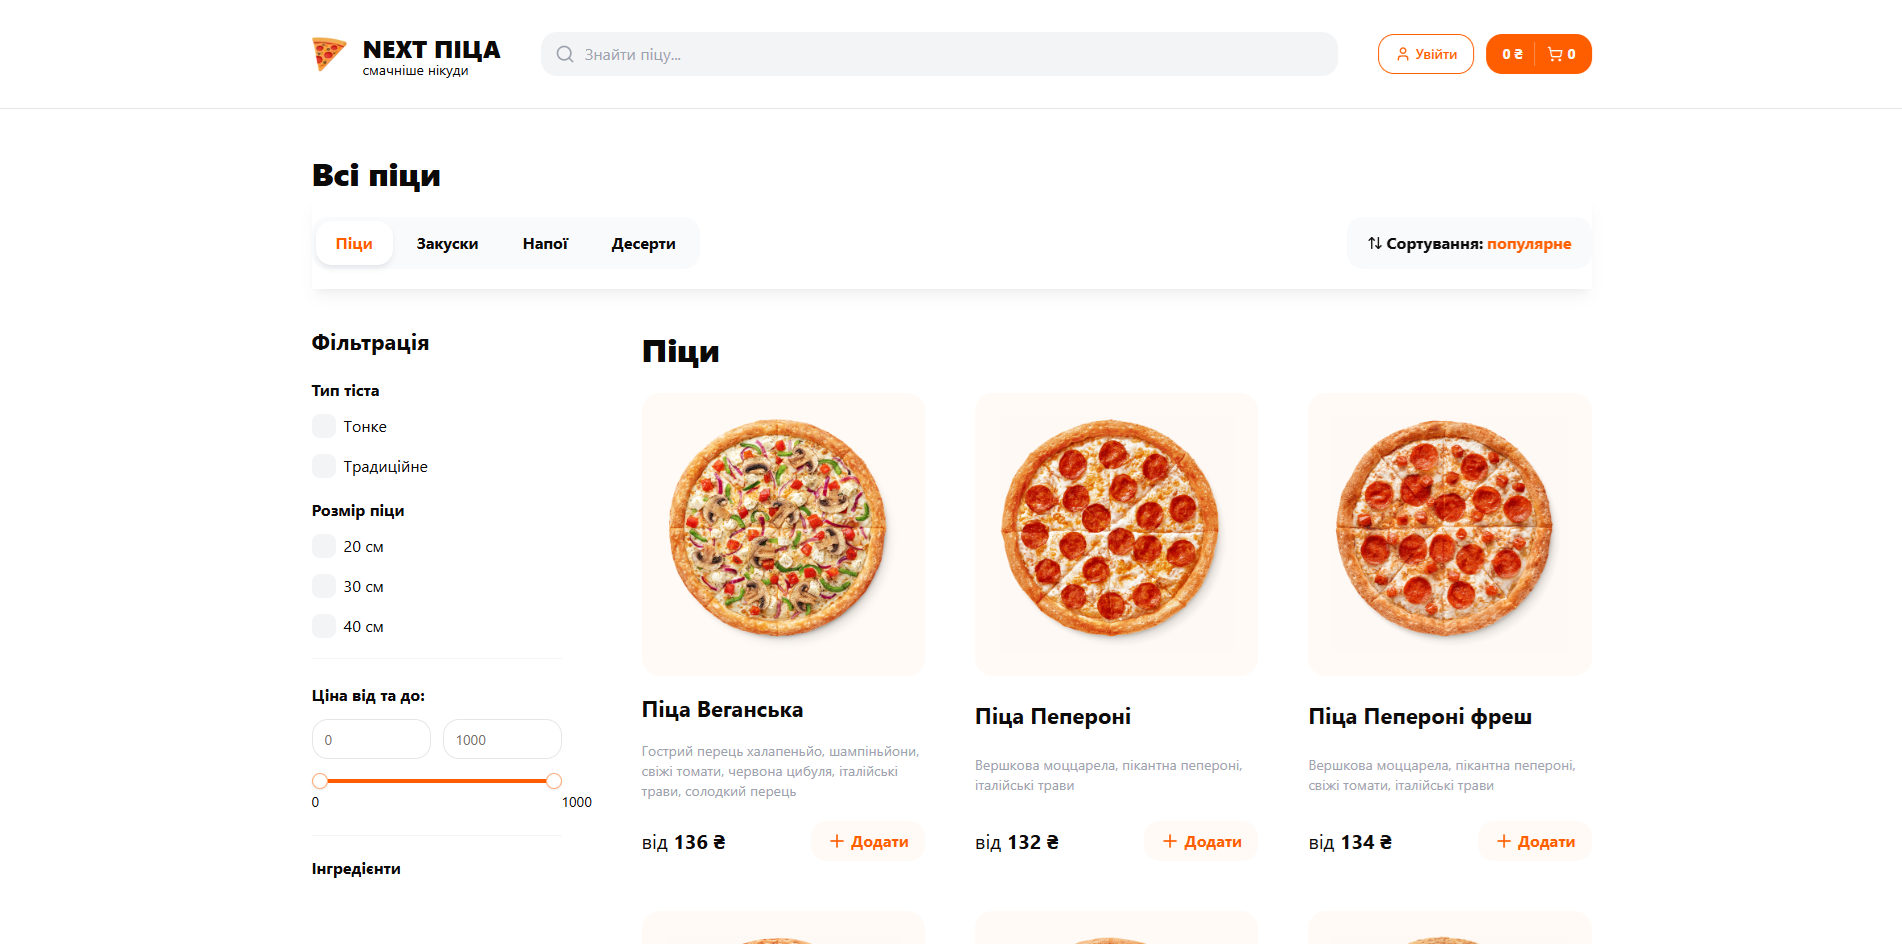 NEXT ПІЦА
смачніше нікуди
Знайти піцу...
Увійти
0 ₴
0
Всі піци
Піци
Закуски
Напої
Десерти
Сортування: популярне
Фільтрація
Тип тіста
Тонке
Традиційне
Розмір піци
20 см
30 см
40 см
Ціна від та до:
0
1000
0
1000
Інгредієнти
Піци
Піца Веганська
Гострий перець халапеньйо, шампіньйони,
свіжі томати, червона цибуля, італійські
трави, солодкий перець
від 136 ₴
+ Додати
Піца Пепероні
Вершкова моццарела, пікантна пепероні,
італійські трави
від 132 ₴
+ Додати
Піца Пепероні фреш
Вершкова моццарела, пікантна пепероні,
свіжі томати, італійські трави
від 134 ₴
+ Додати